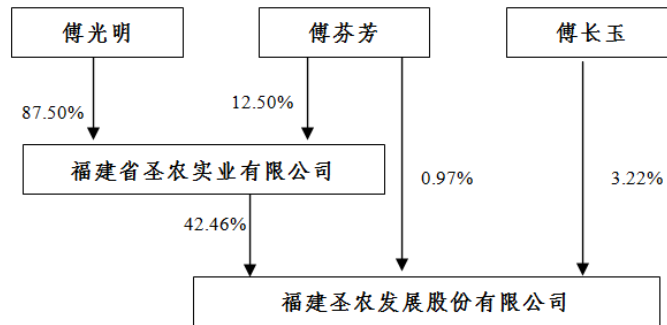 傅光明
傅芬芳
傅长玉
87.50%
12.50%
福建省圣农实业有限公司
0.97%
3.22%
42.46%
福建圣农发展股份有限公司